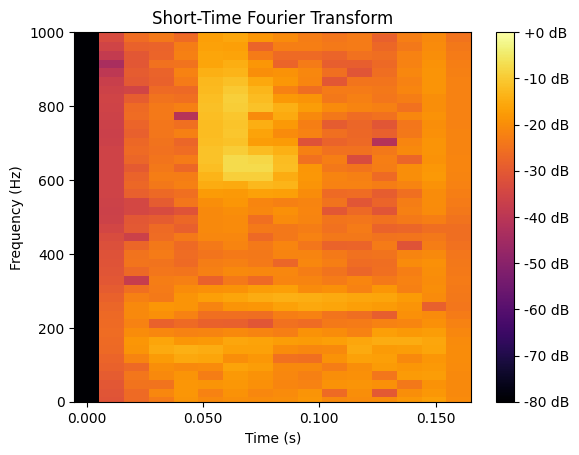 Short-Time Fourier Transform
1000
800
600
400
200
0
Frequency (Hz)
0.000
0.050
0.100
0.150
Time (s)
+0 dB
-10 dB
-20 dB
-30 dB
-40 dB
-50 dB
-60 dB
-70 dB
-80 dB